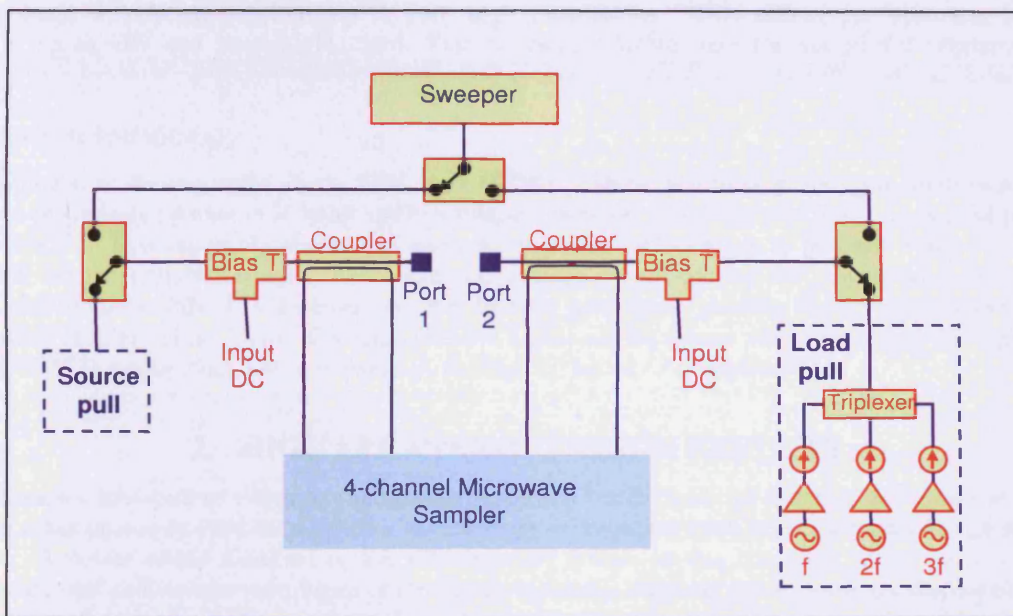 Sweeper
Coupler
Coupler
Bias T
Bias T
Port
1
Port
2
Input
DC
Input
DC
Source
pull
Load
pull
Triplexer
4-channel Microwave
Sampler
f
2f
3f